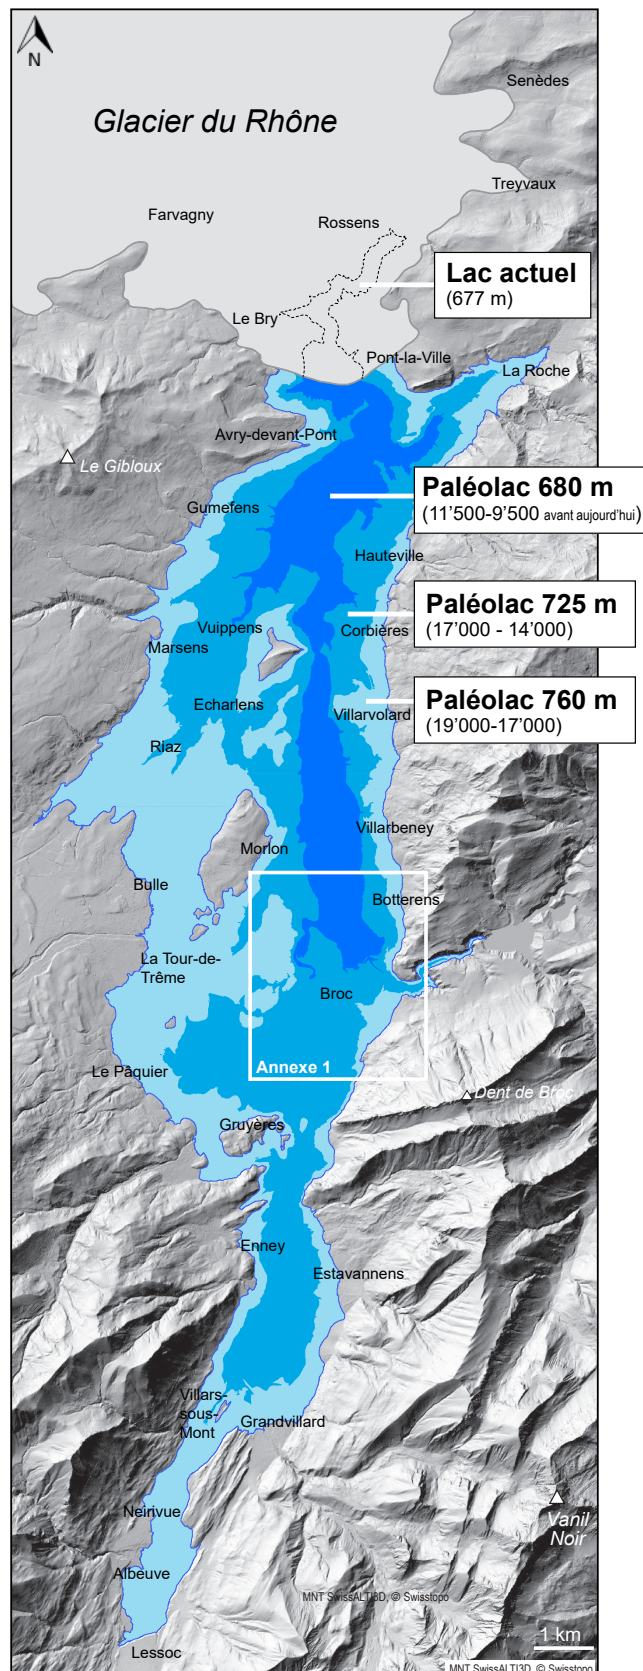 N
Senèdes
Glacier du Rhône
Treyvaux
Farvagny
Rossens
Lac actuel
(677 m)
Le Bry
Pont-la-Ville
La Roche
Avry-devant-Pont
Le Gibloux
Paléolac 680 m
(11’500-9’500 avant aujourd’hui)
Gumefens
Hauteville
Paléolac 725 m
(17’000 - 14’000)
Vuippens
Corbières
Marsens
Echarlens
Paléolac 760 m
(19’000-17’000)
Villarvolard
Riaz
Villarbeney
Morlon
Bulle
Botterens
La Tour-de-
Trême
Broc
Annexe 1
Le Pâquier
Dent de Broc
Gruyères
Enney
Estavannens
Villars-
sous-
Mont
Grandvillard
Neirivue
Vanil
Noir
Albeuve
MNT SwissALTI3D, © Swisstopo
1 km
Lessoc
MNT SwissALTI3D, © Swisstopo